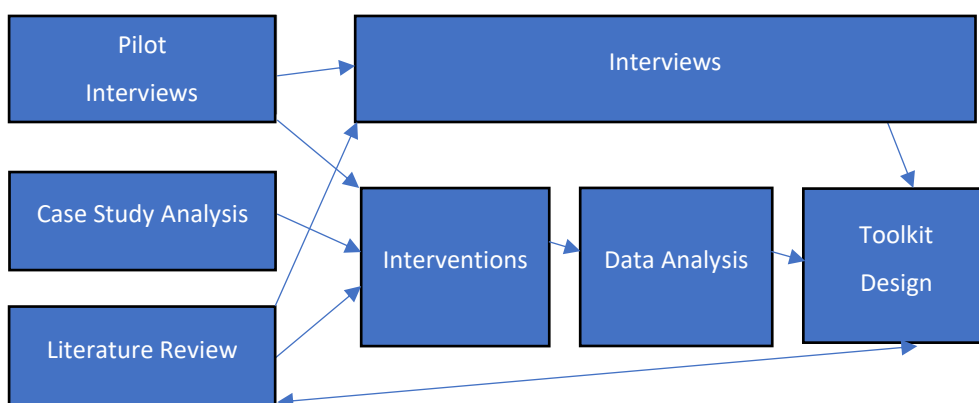 Pilot
Interviews
Interviews
Case Study Analysis
Interventions
Data Analysis
Toolkit
Design
Literature Review